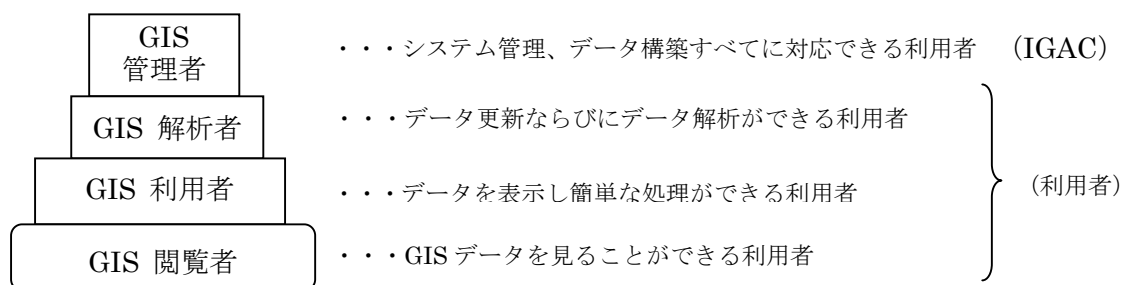 GIS
管理者
・・・システム管理、データ構築すべてに対応できる利用者 (IGAC)
GIS 解析者
・・・データ更新ならびにデータ解析ができる利用者
GIS 利用者
・・・データを表示し簡単な処理ができる利用者
(利用者)
GIS 閲覧者
・・・GIS データを見ることができる利用者